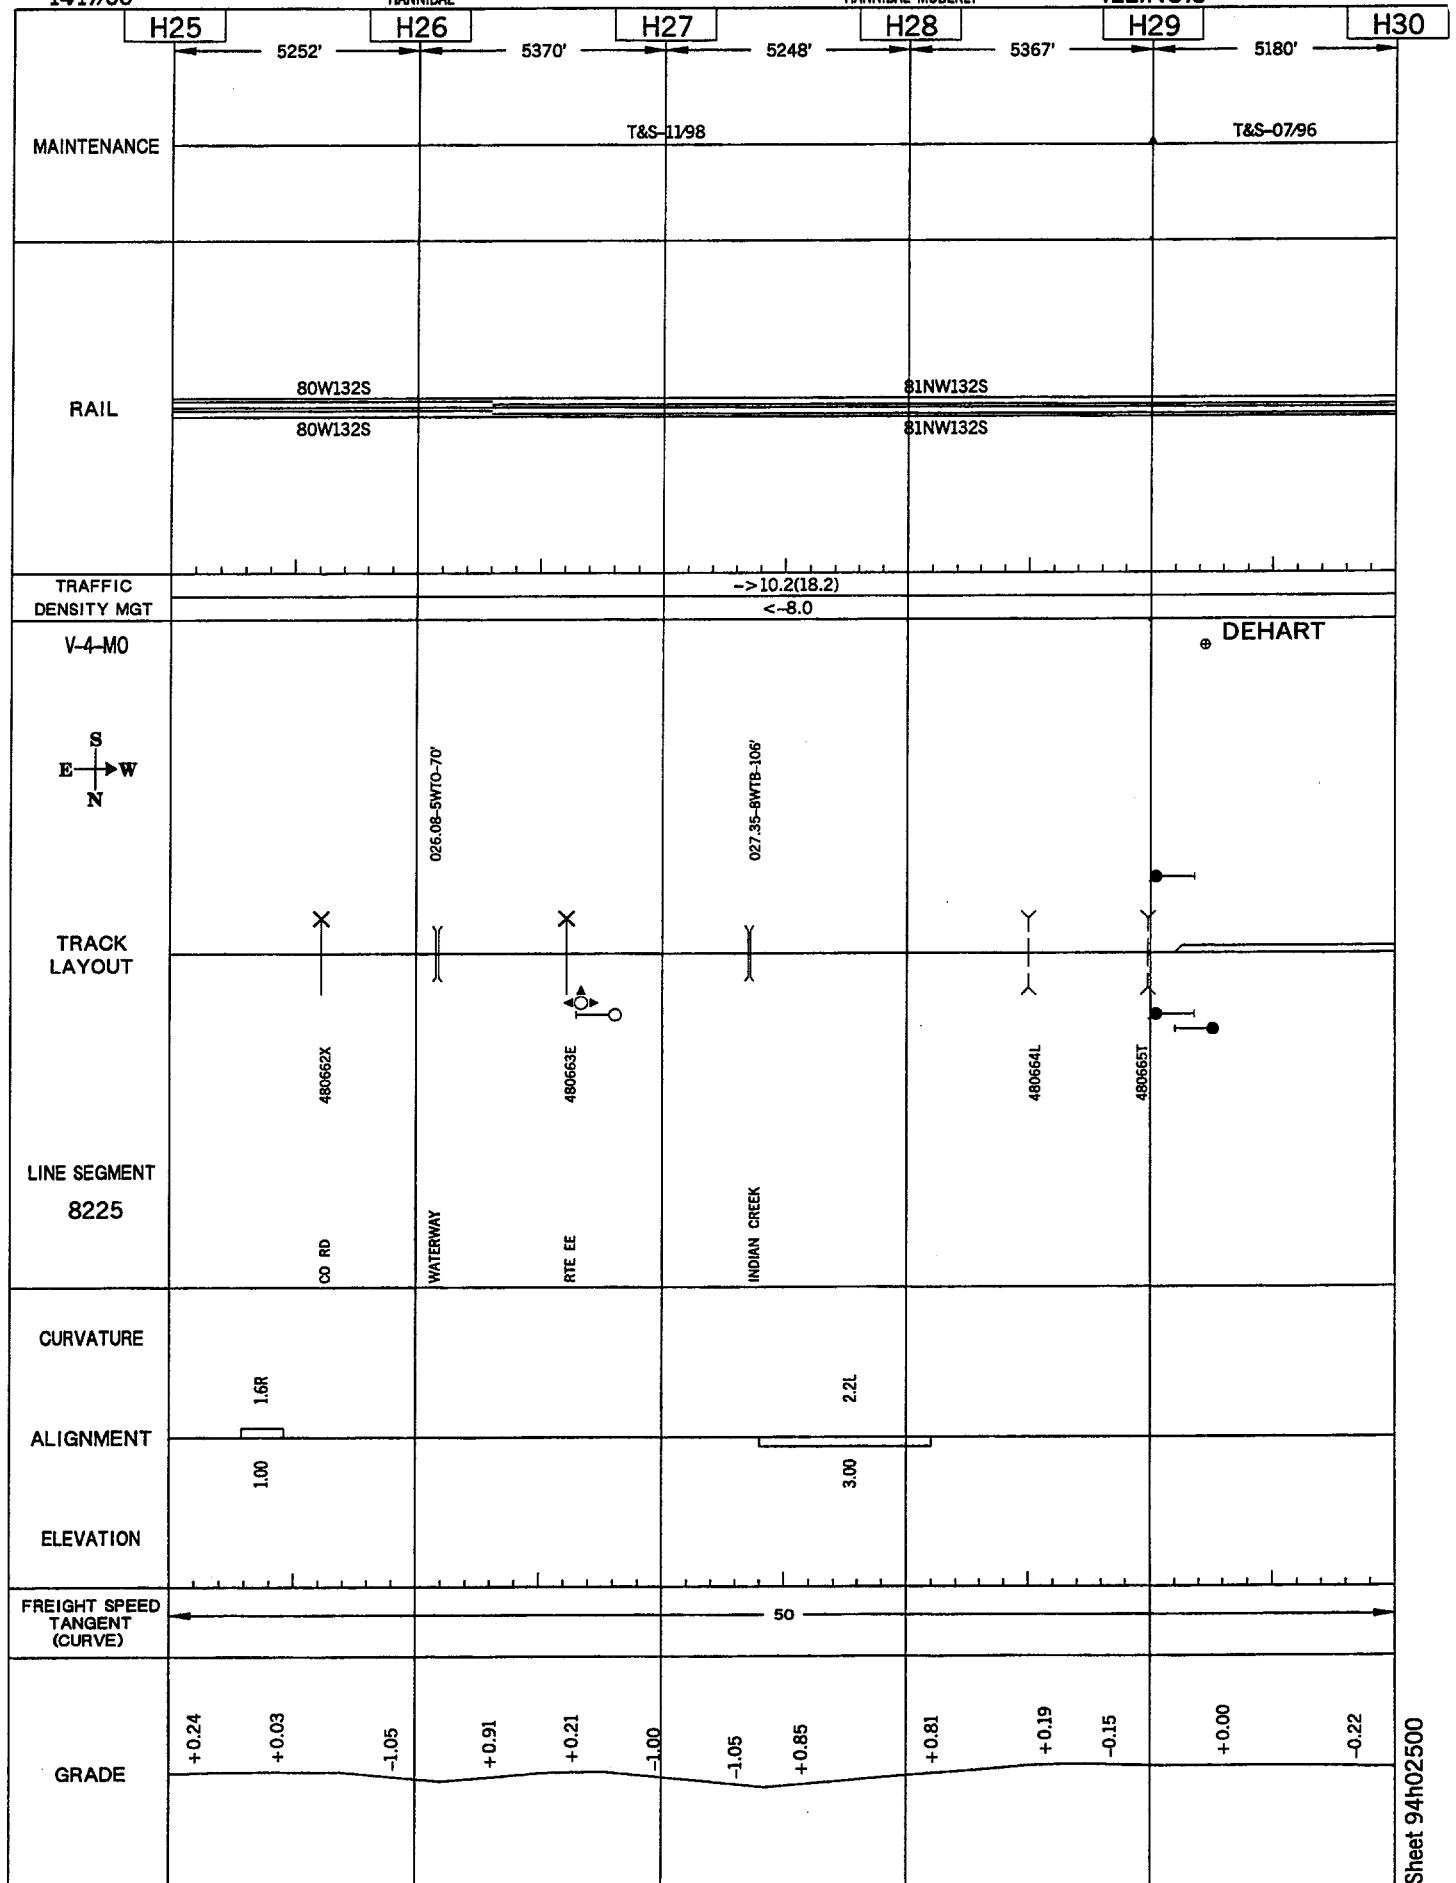 HANNIBAL
H25 H26 H27 H28 H29 H30
5252' 5370' 5248' 5367' 5180'
MAINTENANCE
T&S-11/98 T&S-07/96
80W132S 81NW132S
RAIL
80W132S 81NW132S
TRAFFIC
DENSITY MGT
->10.2(18.2)
<-8.0
V-4-MO
DEHART
S
E W
N
026.08-5WTO-70'
027.35-8WTB-106'
TRACK
LAYOUT
480662X
480663E
480664L
480665T
LINE SEGMENT
8225
CO RD
WATERWAY
RTE EE
INDIAN CREEK
CURVATURE
1.6R 2.2L
ALIGNMENT
1.00 3.00
ELEVATION
FREIGHT SPEED
TANGENT
(CURVE)
50
GRADE
+0.24 +0.03 -1.05 +0.91 +0.21 -1.00 -1.05 +0.85 +0.81 +0.19 -0.15 +0.00 -0.22
Sheet 94h02500